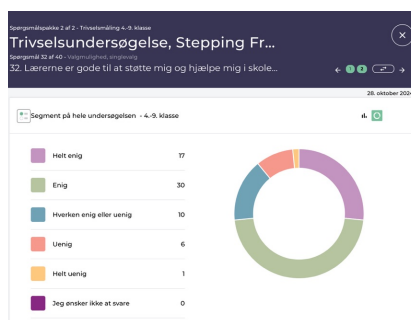 Spørgsmålspakke 2 af 2 - Trivselsmåling 4.-9. klasse
Trivselsundersøgelse, Stepping Fr...
Spørgsmål 32 af 40 - Valgmulighed, singlevalg
32. Lærerne er gode til at støtte mig og hjælpe mig i skole...
1 2
28. oktober 2024
Segment på hele undersøgelsen - 4.-9. klasse
Helt enig 17
Enig 30
Hverken enig eller uenig 10
Uenig 6
Helt uenig 1
Jeg ønsker ikke at svare 0